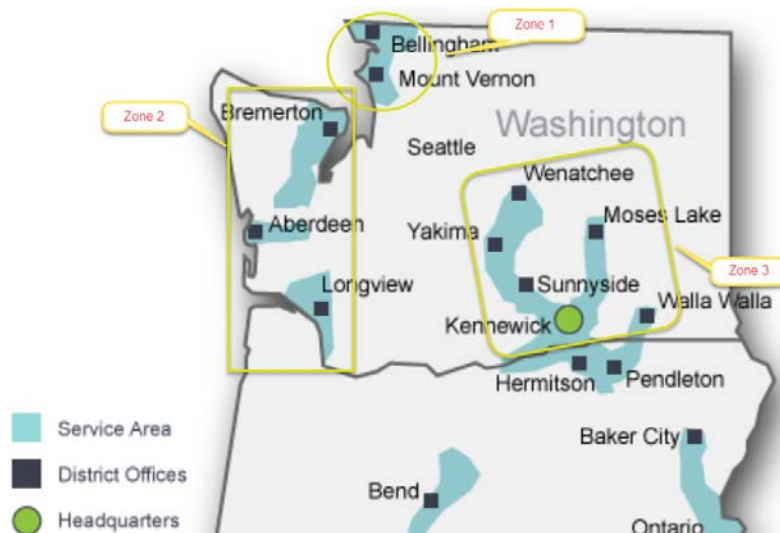 Zone 1
Bellingham
Mount Vernon
Zone 2
Bremerton
Washington
Seattle
Wenatchee
Aberdeen
Yakima
Moses Lake
Zone 3
Longview
Sunnyside
Walla Walla
Kennewick
Hermitson
Pendleton
Service Area
Baker City
District Offices
Bend
Headquarters
Ontario